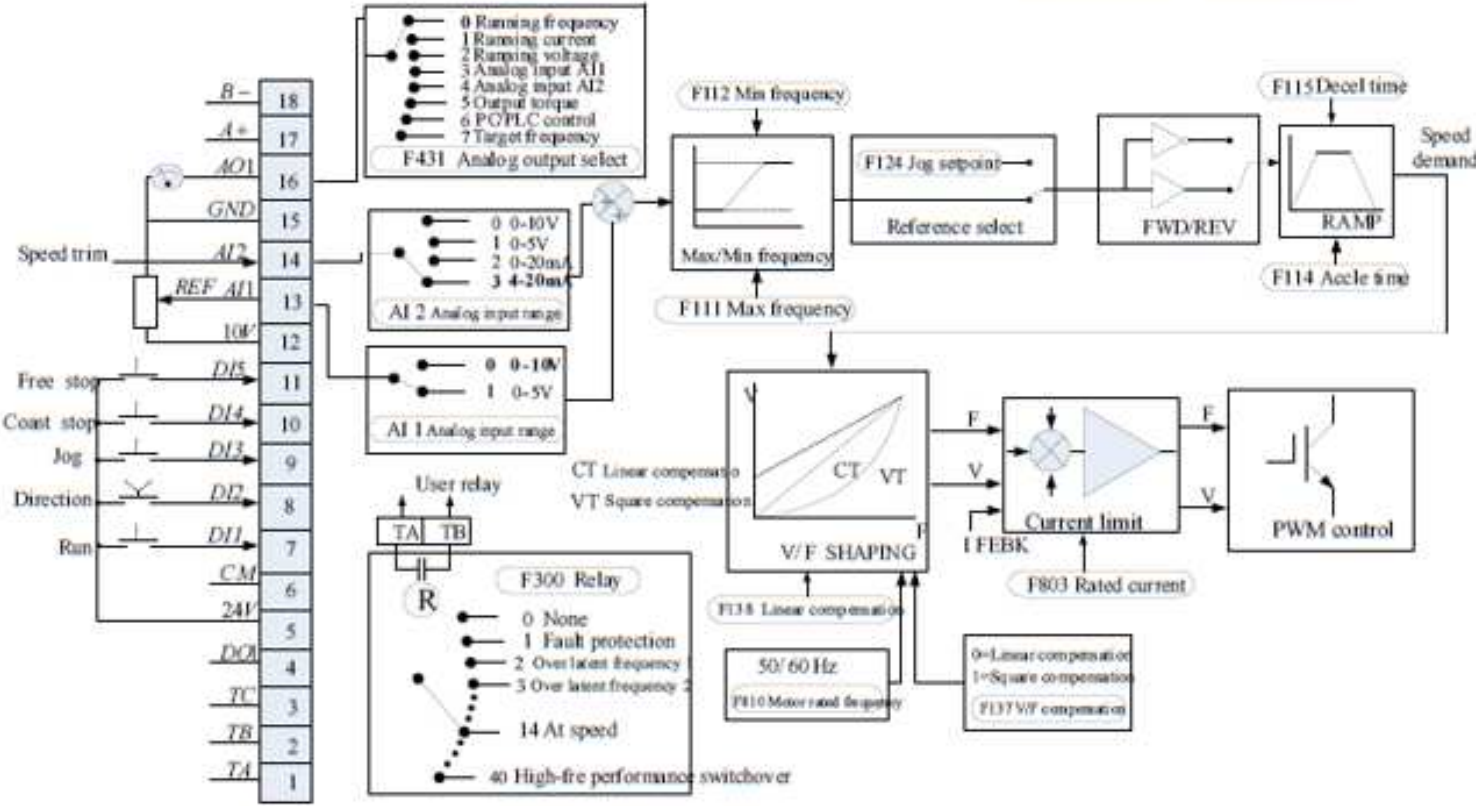 0 Running frequency
1 Running current
2 Running voltage
3 Analog input AI1
4 Analog input AI2
5 Output torque
6 PC/PLC control
7 Target frequency
F431 Analog output select
B- 18
A+ 17
AO1 16
GND 15
Speed trim AI2 14
REF AI1 13
10V 12
Free stop DI5 11
Coast stop DI4 10
Jog DI3 9
Direction DI2 8
Run DI1 7
CM 6
24V 5
DO1 4
TC 3
TB 2
TA 1
0 0-10V
1 0-5V
2 0-20mA
3 4-20mA
AI 2 Analog input range
0 0-10V
1 0-5V
AI 1 Analog input range
F112 Min frequency
Max/Min frequency
F111 Max frequency
F124 Jog setpoint
Reference select
FWD/REV
F115 Decel time
RAMP
F114 Accle time
Speed
demand
User relay
TA TB
R
F300 Relay
0 None
1 Fault protection
2 Over latent frequency 1
3 Over latent frequency 2
14 At speed
40 High-fre performance switchover
CT Linear compensatio
VT Square compensation
V
CT
VT
F
V/F SHAPING
F138 Linear compensation
50/60 Hz
F810 Motor rated frequency
0=Linear compensation
1=Square compensation
F137 V/F compensation
F
V
I FEBK
Current limit
F803 Rated current
F
V
PWM control